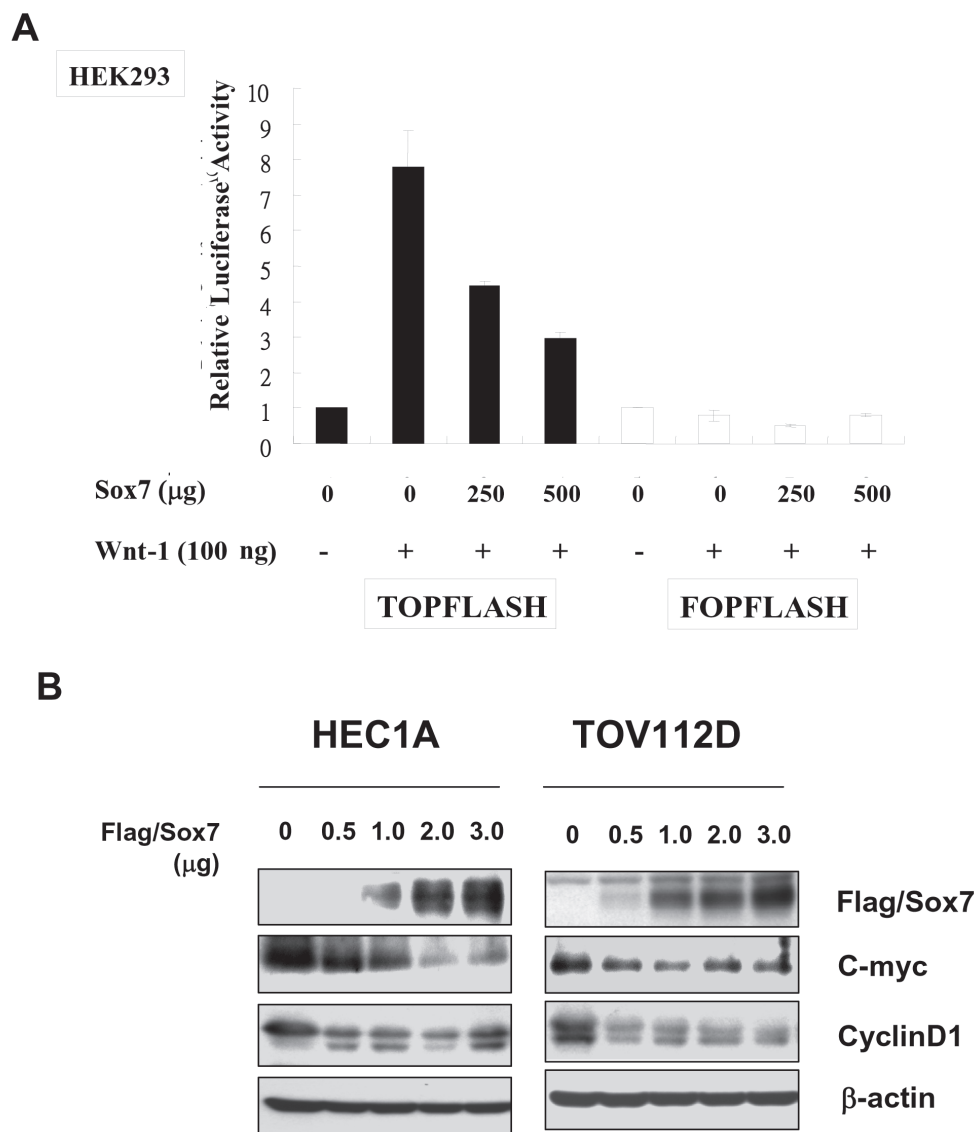 A
HEK293
Relative Luciferase Activity
10
9
8
7
6
5
4
3
2
1
0
Sox7 (μg) 0 0 250 500 0 0 250 500
Wnt-1 (100 ng) - + + + - + + +
TOPFLASH FOPFLASH
B
HEC1A TOV112D
Flag/Sox7 (μg) 0 0.5 1.0 2.0 3.0 0 0.5 1.0 2.0 3.0
Flag/Sox7
C-myc
CyclinD1
β-actin